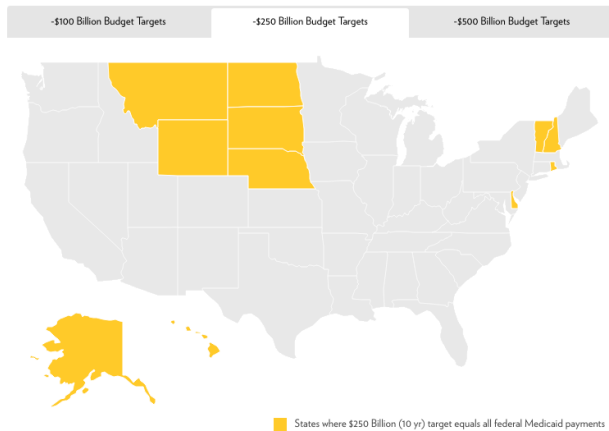 -$100 Billion Budget Targets
-$250 Billion Budget Targets
-$500 Billion Budget Targets
States where $250 Billion (10 yr) target equals all federal Medicaid payments